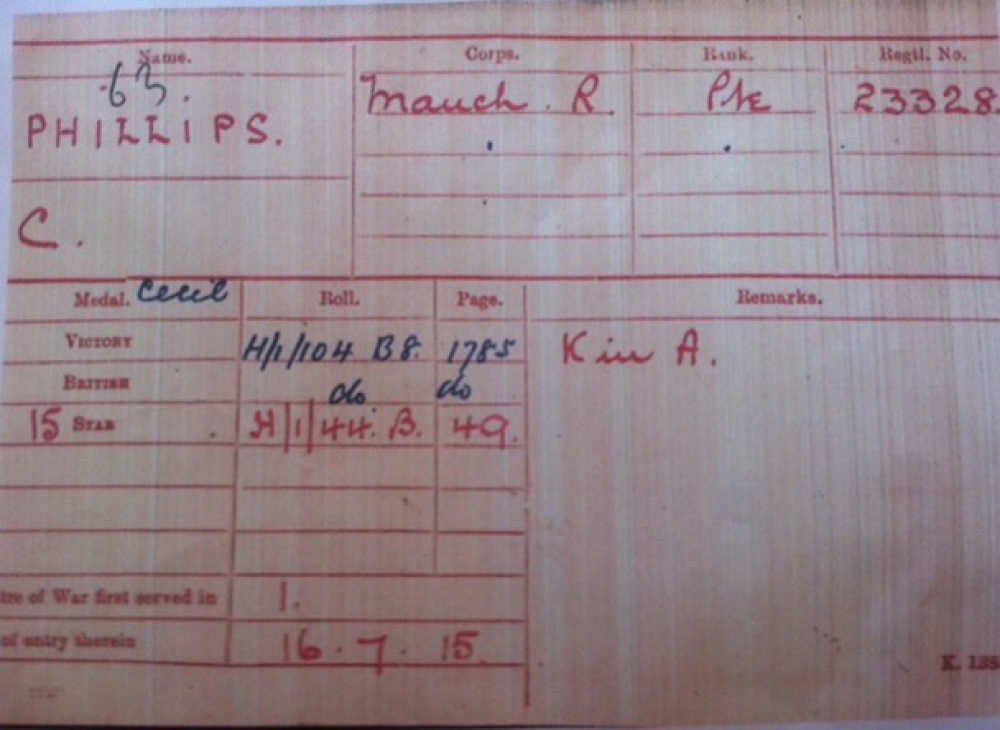 Name. Corps. Rank. Regtl. No.
63.
PHILLIPS. Manch. R. Pte 23328.
C.
Medal. Cecil Roll. Page. Remarks.
VICTORY H/1/104 B8. 1785 K in A.
BRITISH do do
15 STAR H/1/44. B. 49.
tre of War first served in 1.
of entry therein 16.7.15.
K. 138